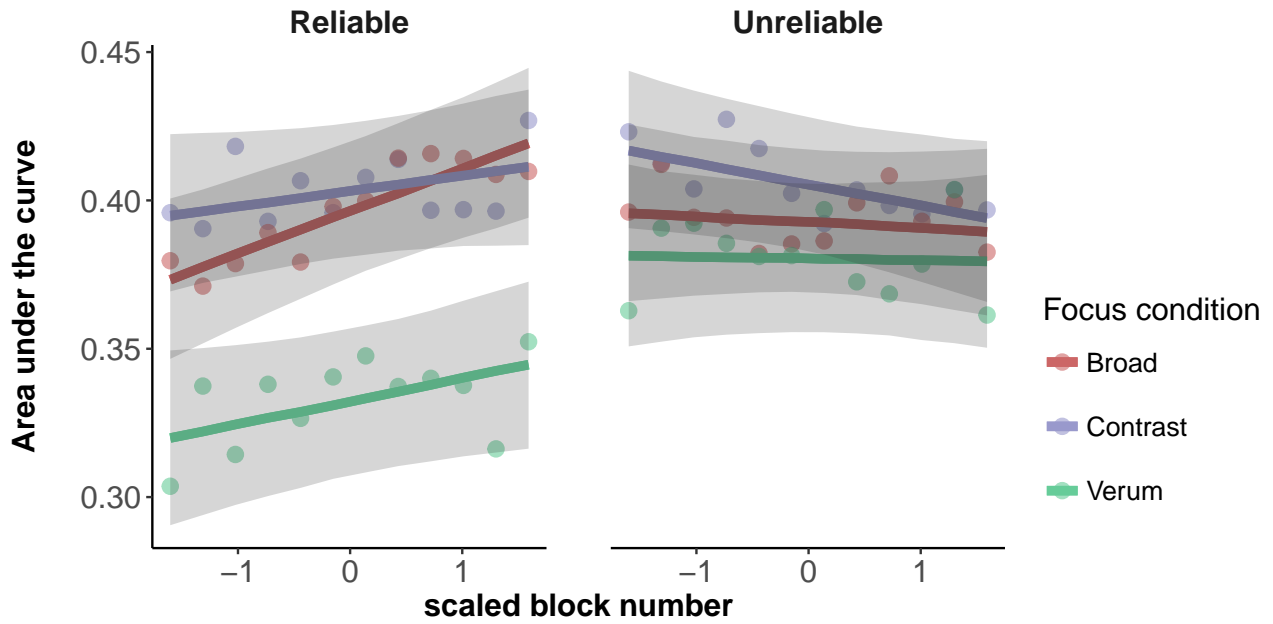 Reliable
Unreliable
Area under the curve
0.45
0.40
0.35
0.30
−1 0 1
−1 0 1
scaled block number
Focus condition
Broad
Contrast
Verum